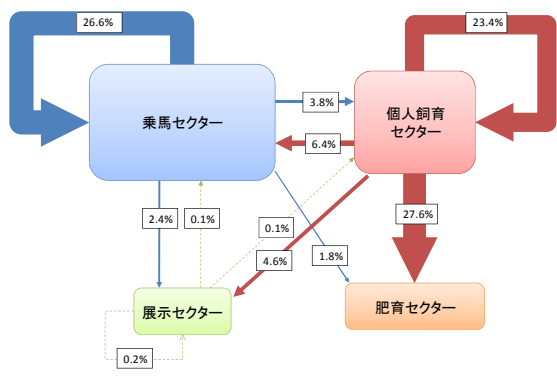 26.6%
23.4%
乗馬セクター
3.8%
個人飼育
セクター
6.4%
2.4%
0.1%
0.1%
27.6%
4.6%
1.8%
展示セクター
肥育セクター
0.2%